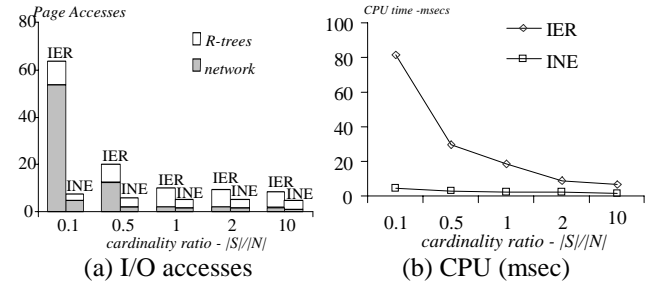 Page Accesses
80
60
40
20
0
IER
INE
IER
INE
IER
INE
IER
INE
IER
INE
R-trees
network
0.1 0.5 1 2 10
cardinality ratio - |S|/|N|
(a) I/O accesses
CPU time -msecs
100
80
60
40
20
0
IER
INE
0.1 0.5 1 2 10
cardinality ratio - |S|/|N|
(b) CPU (msec)